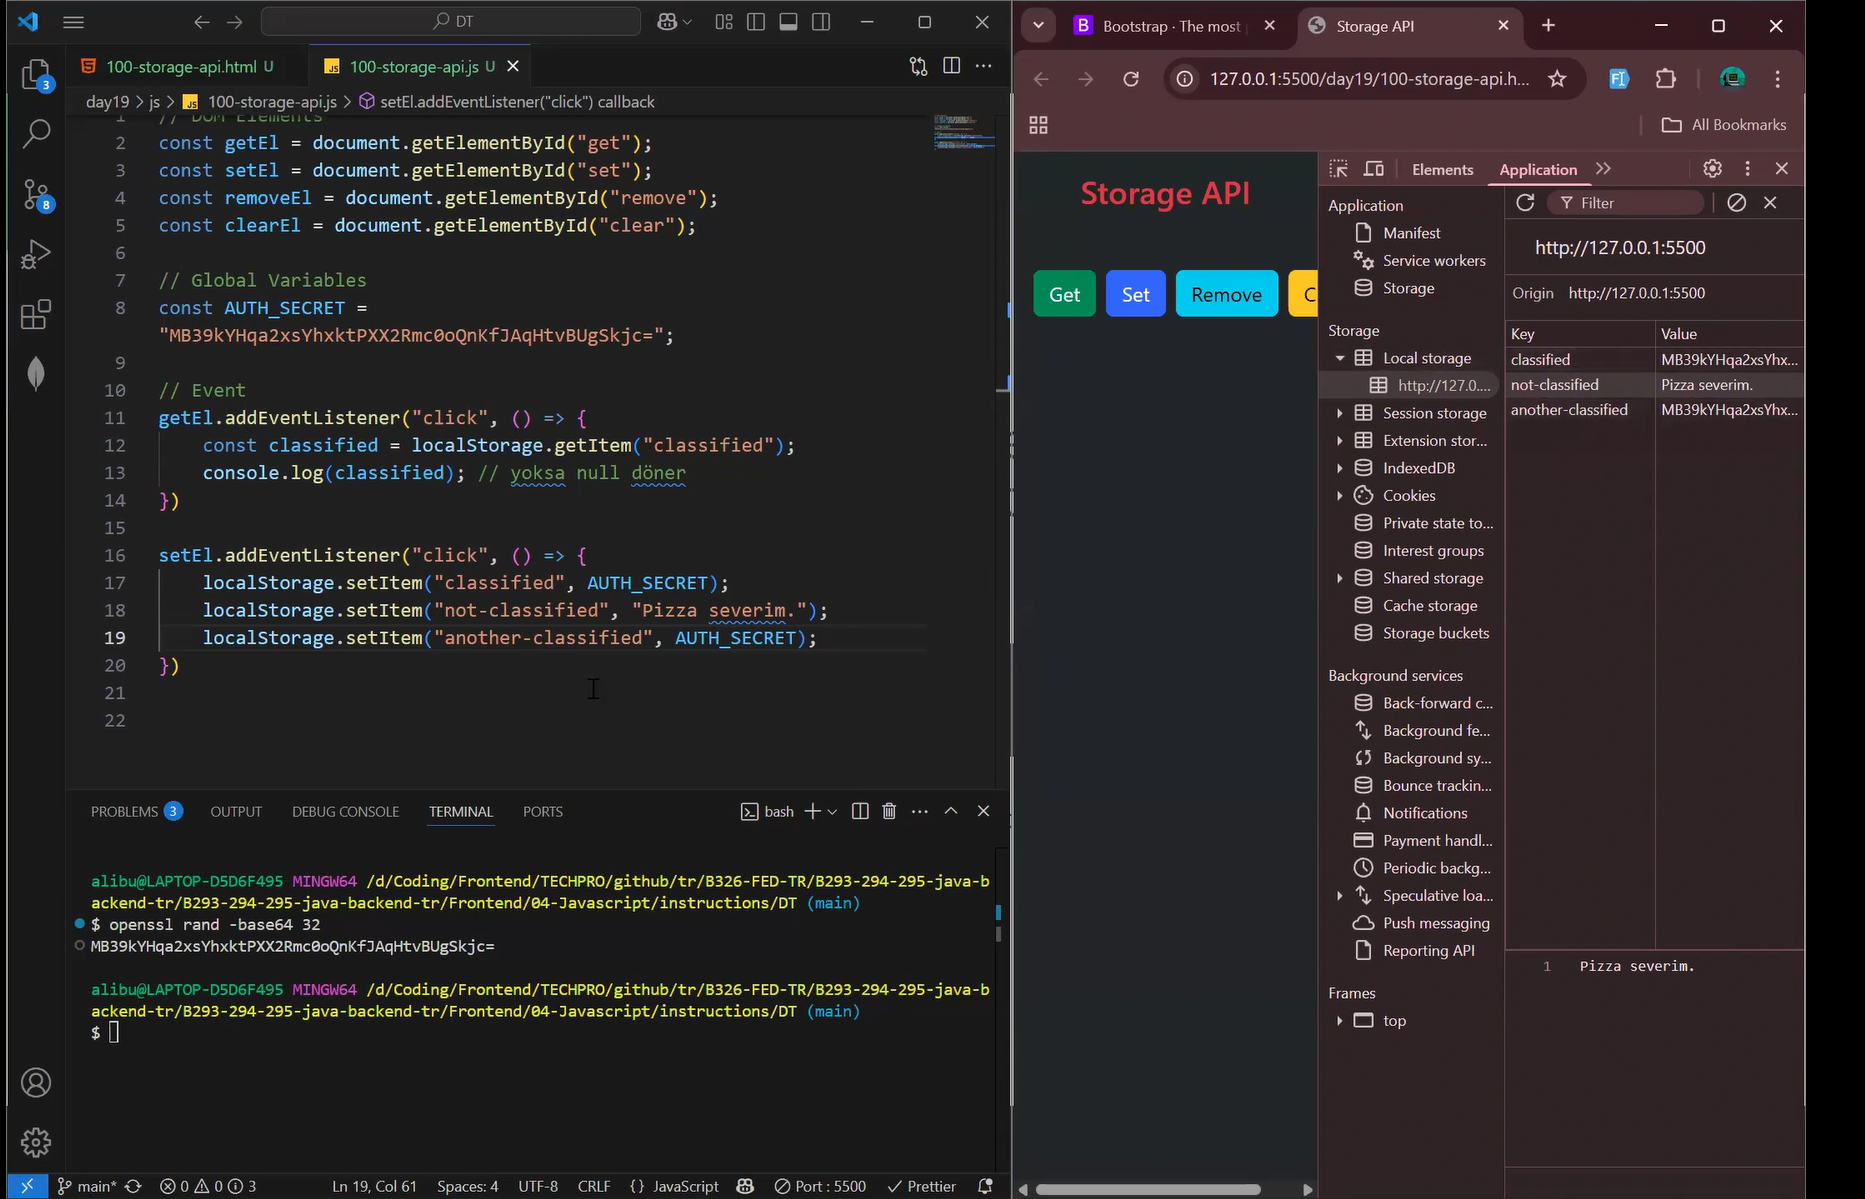 DT
100-storage-api.html U
100-storage-api.js U
day19 > js > JS 100-storage-api.js > setEl.addEventListener("click") callback
1 // DOM Elements
2 const getEl = document.getElementById("get");
3 const setEl = document.getElementById("set");
4 const removeEl = document.getElementById("remove");
5 const clearEl = document.getElementById("clear");
6
7 // Global Variables
8 const AUTH_SECRET =
"MB39kYHqa2xsYhxktPXX2Rmc0oQnKfJAqHtvBUgSkjc=";
9
10 // Event
11 getEl.addEventListener("click", () => {
12 const classified = localStorage.getItem("classified");
13 console.log(classified); // yoksa null döner
14 })
15
16 setEl.addEventListener("click", () => {
17 localStorage.setItem("classified", AUTH_SECRET);
18 localStorage.setItem("not-classified", "Pizza severim.");
19 localStorage.setItem("another-classified", AUTH_SECRET);
20 })
21
22
3
8
PROBLEMS 3 OUTPUT DEBUG CONSOLE TERMINAL PORTS bash
alibu@LAPTOP-D5D6F495 MINGW64 /d/Coding/Frontend/TECHPRO/github/tr/B326-FED-TR/B293-294-295-java-b
ackend-tr/B293-294-295-java-backend-tr/Frontend/04-Javascript/instructions/DT (main)
$ openssl rand -base64 32
MB39kYHqa2xsYhxktPXX2Rmc0oQnKfJAqHtvBUgSkjc=
alibu@LAPTOP-D5D6F495 MINGW64 /d/Coding/Frontend/TECHPRO/github/tr/B326-FED-TR/B293-294-295-java-b
ackend-tr/B293-294-295-java-backend-tr/Frontend/04-Javascript/instructions/DT (main)
$
main* 0 0 3 Ln 19, Col 61 Spaces: 4 UTF-8 CRLF {} JavaScript Port : 5500 Prettier
Bootstrap · The most
Storage API
127.0.0.1:5500/day19/100-storage-api.h...
All Bookmarks
Storage API
Get
Set
Remove
C
Elements
Application
Application
Manifest
Service workers
Storage
Storage
Local storage
http://127.0....
Session storage
Extension stor...
IndexedDB
Cookies
Private state to...
Interest groups
Shared storage
Cache storage
Storage buckets
Background services
Back-forward c...
Background fe...
Background sy...
Bounce trackin...
Notifications
Payment handl...
Periodic backg...
Speculative loa...
Push messaging
Reporting API
Frames
top
Filter
http://127.0.0.1:5500
Origin http://127.0.0.1:5500
Key Value
classified MB39kYHqa2xsYhx...
not-classified Pizza severim.
another-classified MB39kYHqa2xsYhx...
1 Pizza severim.